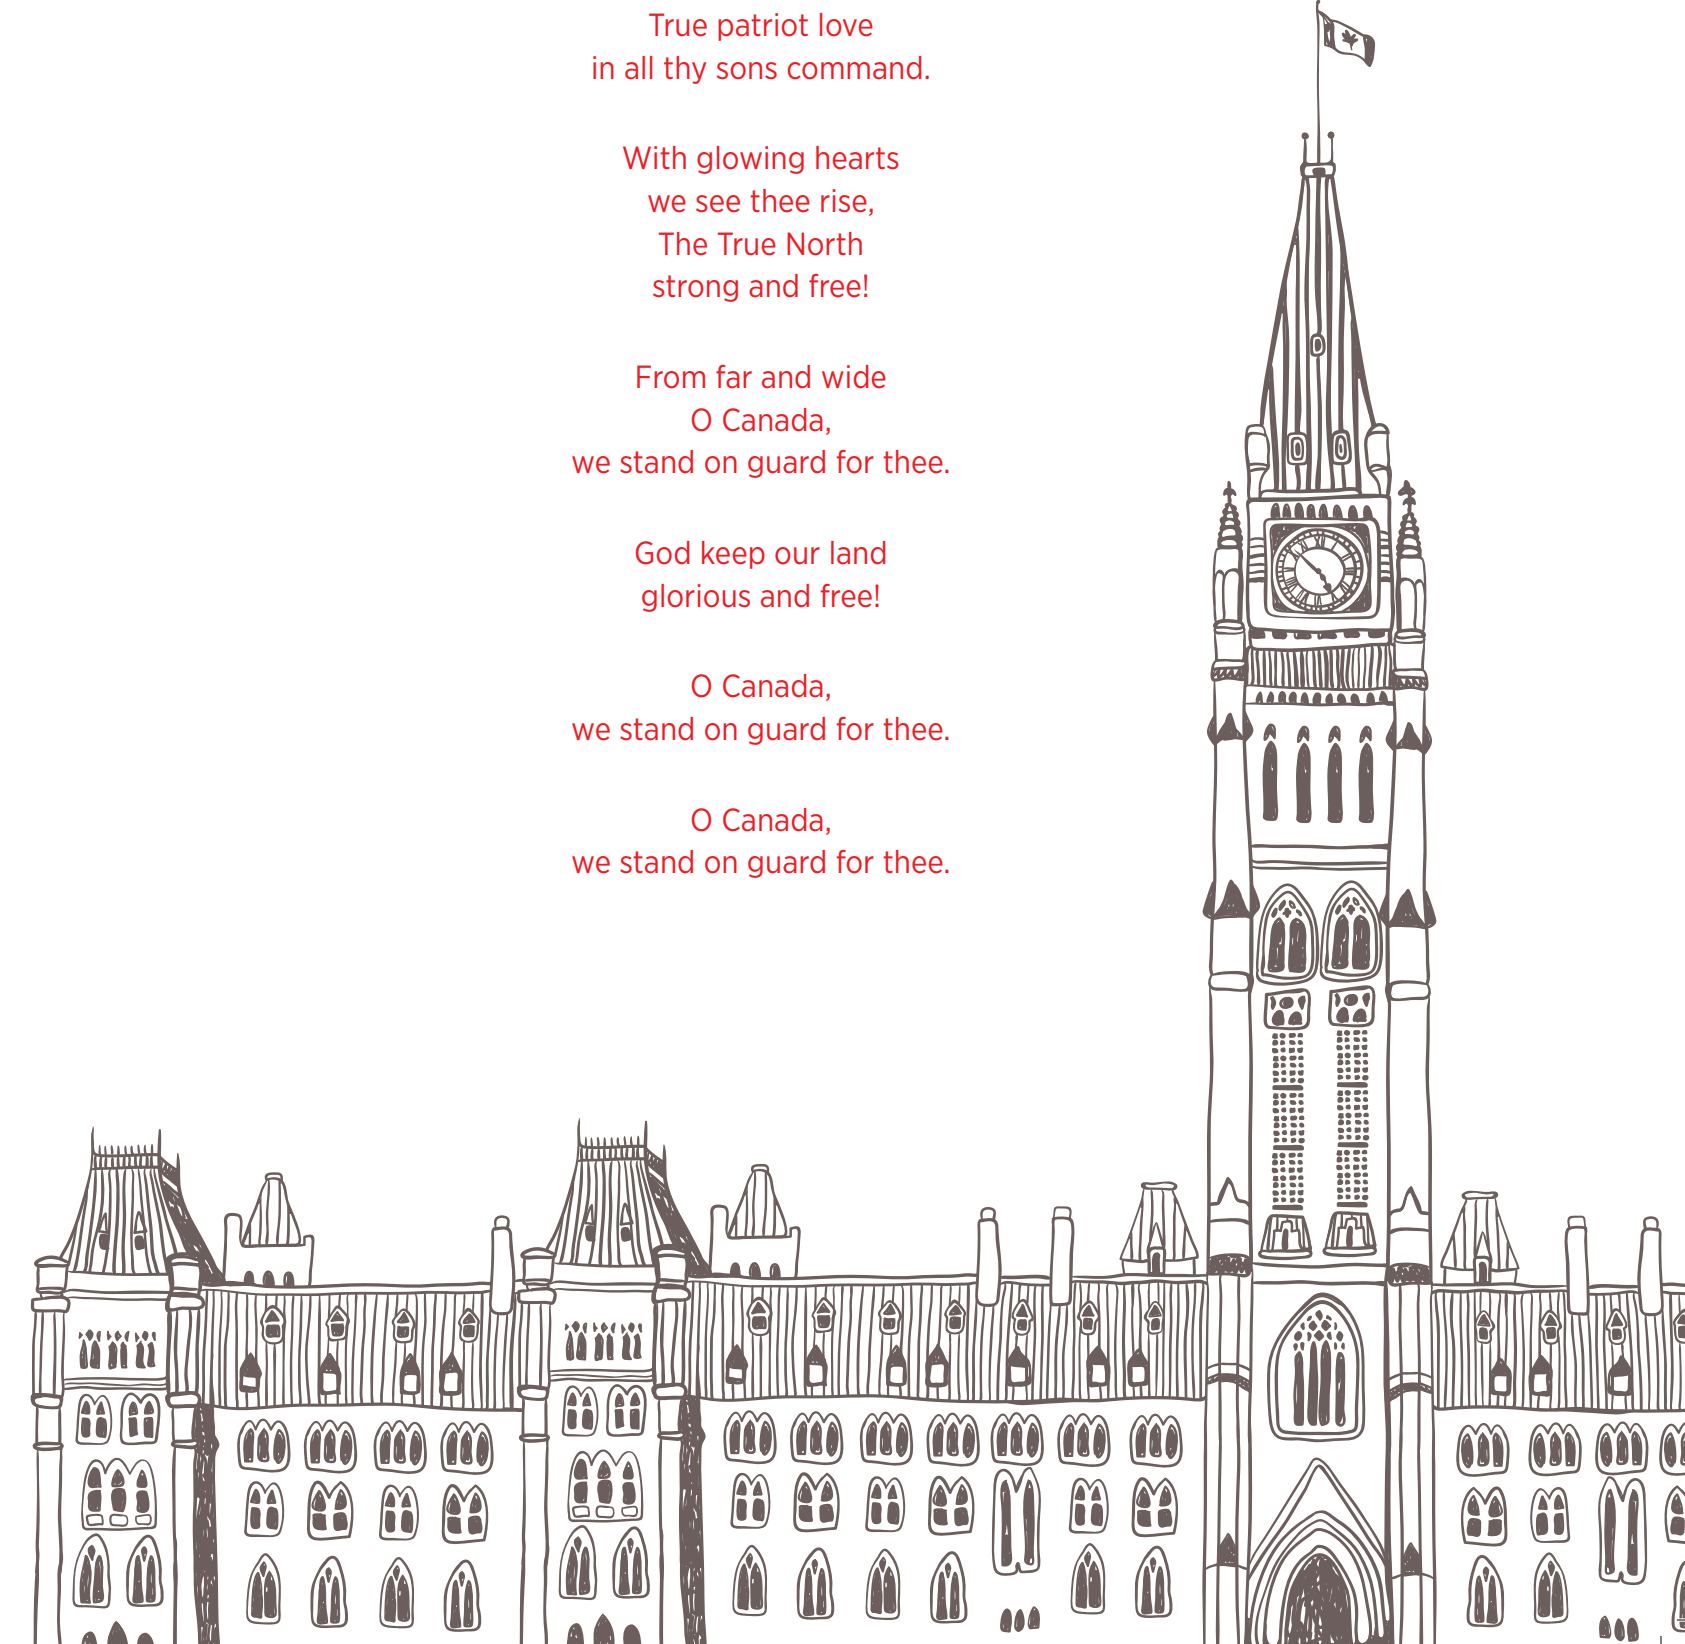 True patriot love
in all thy sons command.
With glowing hearts
we see thee rise,
The True North
strong and free!
From far and wide
O Canada,
we stand on guard for thee.
God keep our land
glorious and free!
O Canada,
we stand on guard for thee.
O Canada,
we stand on guard for thee.